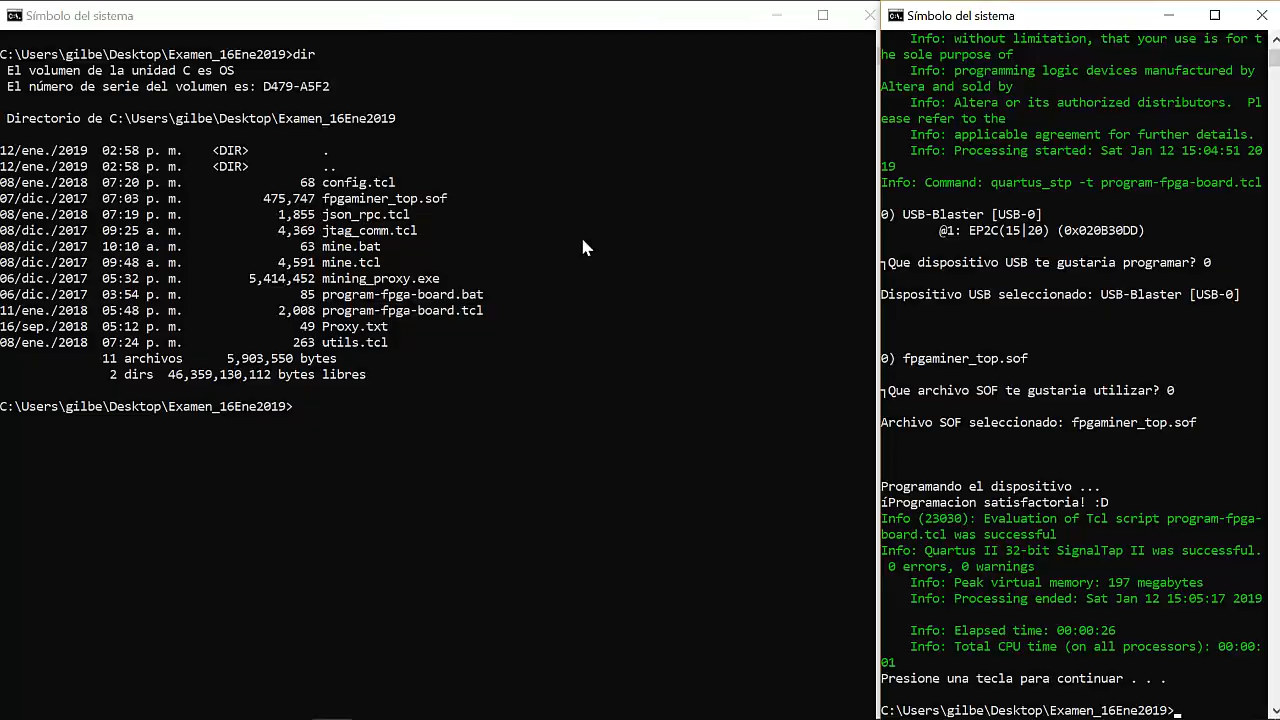 Símbolo del sistema
C:\Users\gilbe\Desktop\Examen_16Ene2019>dir
El volumen de la unidad C es OS
El número de serie del volumen es: D479-A5F2
Directorio de C:\Users\gilbe\Desktop\Examen_16Ene2019
12/ene./2019 02:58 p. m. <DIR> .
12/ene./2019 02:58 p. m. <DIR> ..
08/ene./2018 07:20 p. m. 68 config.tcl
07/dic./2017 07:03 p. m. 475,747 fpgaminer_top.sof
08/ene./2018 07:19 p. m. 1,855 json_rpc.tcl
08/dic./2017 09:25 a. m. 4,369 jtag_comm.tcl
08/dic./2017 10:10 a. m. 63 mine.bat
08/dic./2017 09:48 a. m. 4,591 mine.tcl
06/dic./2017 05:32 p. m. 5,414,452 mining_proxy.exe
06/dic./2017 03:54 p. m. 85 program-fpga-board.bat
11/ene./2018 05:48 p. m. 2,008 program-fpga-board.tcl
16/sep./2018 05:12 p. m. 49 Proxy.txt
08/ene./2018 07:24 p. m. 263 utils.tcl
11 archivos 5,903,550 bytes
2 dirs 46,359,130,112 bytes libres
C:\Users\gilbe\Desktop\Examen_16Ene2019>
Símbolo del sistema
Info: without limitation, that your use is for t
he sole purpose of
Info: programming logic devices manufactured by
Altera and sold by
Info: Altera or its authorized distributors.  Pl
ease refer to the
Info: applicable agreement for further details.
Info: Processing started: Sat Jan 12 15:04:51 20
19
Info: Command: quartus_stp -t program-fpga-board.tcl
0) USB-Blaster [USB-0]
@1: EP2C(15|20) (0x020B30DD)
┐Que dispositivo USB te gustaria programar? 0
Dispositivo USB seleccionado: USB-Blaster [USB-0]
0) fpgaminer_top.sof
┐Que archivo SOF te gustaria utilizar? 0
Archivo SOF seleccionado: fpgaminer_top.sof
Programando el dispositivo ...
íProgramacion satisfactoria! :D
Info (23030): Evaluation of Tcl script program-fpga-
board.tcl was successful
Info: Quartus II 32-bit SignalTap II was successful.
0 errors, 0 warnings
Info: Peak virtual memory: 197 megabytes
Info: Processing ended: Sat Jan 12 15:05:17 2019
Info: Elapsed time: 00:00:26
Info: Total CPU time (on all processors): 00:00:
01
Presione una tecla para continuar . . .
C:\Users\gilbe\Desktop\Examen_16Ene2019>